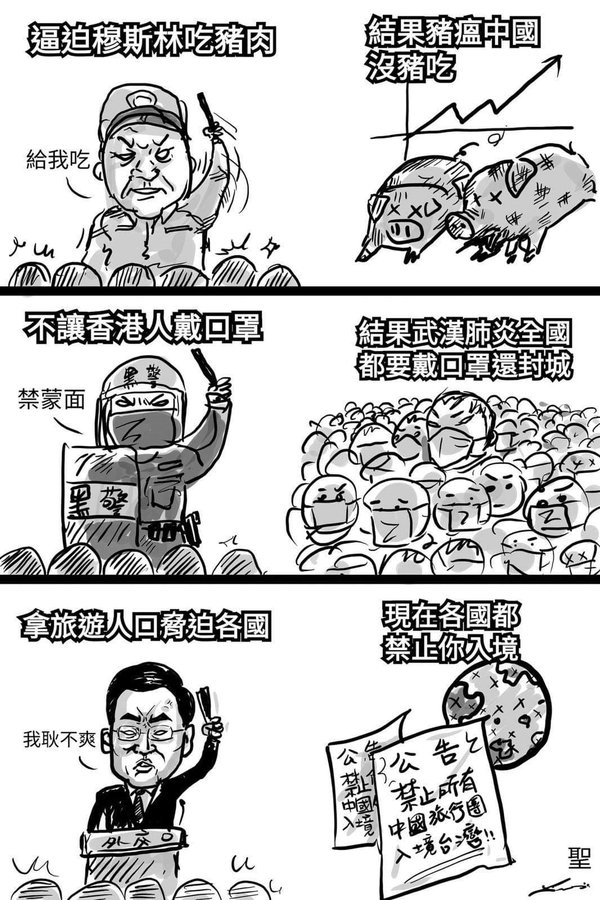 逼迫穆斯林吃豬肉
給我吃
結果豬瘟中國
沒豬吃
不讓香港人戴口罩
禁蒙面
黑警
黑警
結果武漢肺炎全國
都要戴口罩還封城
拿旅遊人口脅迫各國
我耿不爽
外交
現在各國都
禁止你入境
公告
禁止
中國
入境
公告
禁止所有
中國旅行團
入境台灣!!
聖